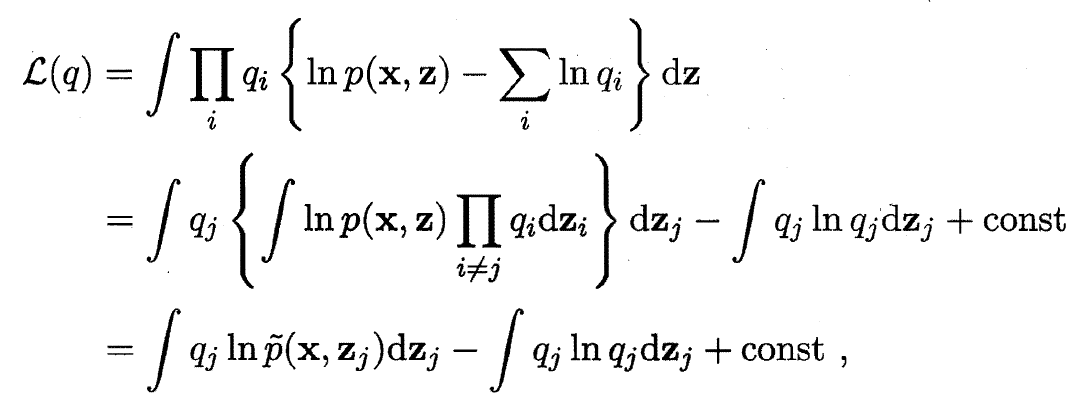 ℒ(q) = ∫ ∏_i q_i { ln p(𝐱, 𝐳) − ∑_i ln q_i } d𝐳
= ∫ q_j { ∫ ln p(𝐱, 𝐳) ∏_{i≠j} q_i d𝐳_i } d𝐳_j − ∫ q_j ln q_j d𝐳_j + const
= ∫ q_j ln p̃(𝐱, 𝐳_j) d𝐳_j − ∫ q_j ln q_j d𝐳_j + const ,